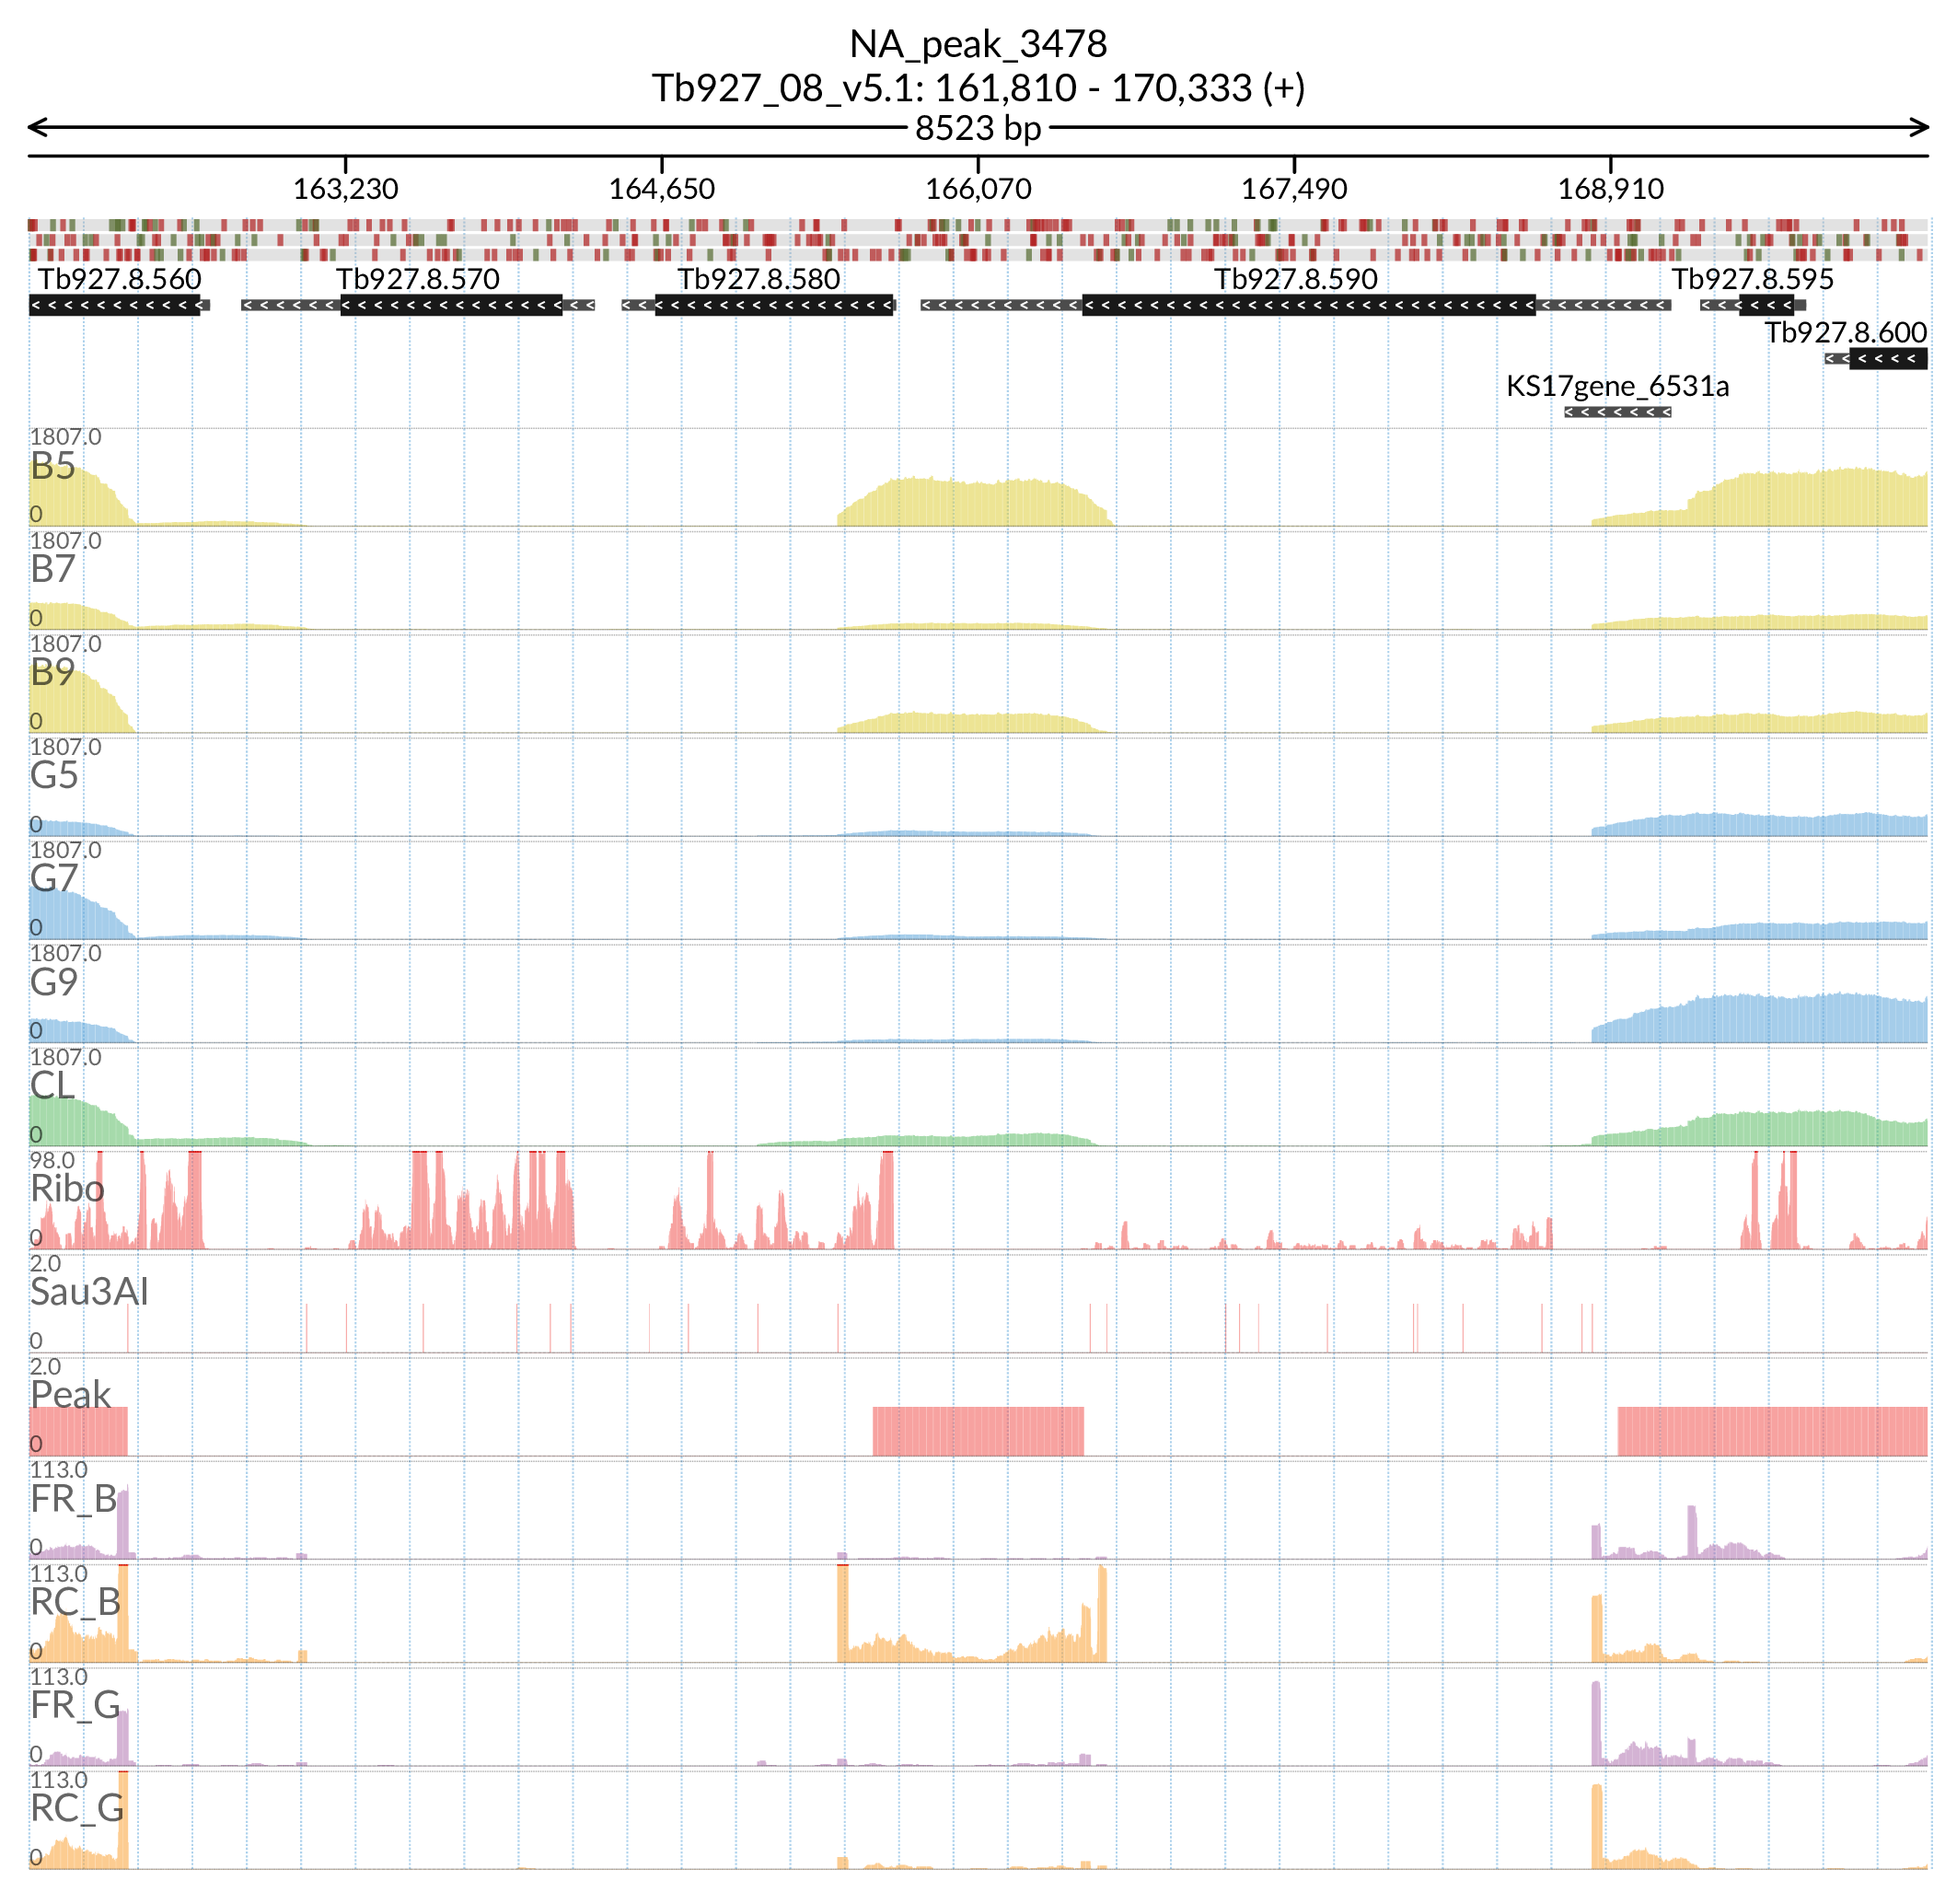 NA_peak_3478
Tb927_08_v5.1: 161,810 - 170,333 (+)
8523 bp
163,230 164,650 166,070 167,490 168,910
Tb927.8.560 Tb927.8.570 Tb927.8.580 Tb927.8.590 Tb927.8.595
Tb927.8.600
KS17gene_6531a
1807.0
B5
0
1807.0
B7
0
1807.0
B9
0
1807.0
G5
0
1807.0
G7
0
1807.0
G9
0
1807.0
CL
0
98.0
Ribo
0
2.0
Sau3AI
0
2.0
Peak
0
113.0
FR_B
0
113.0
RC_B
0
113.0
FR_G
0
113.0
RC_G
0